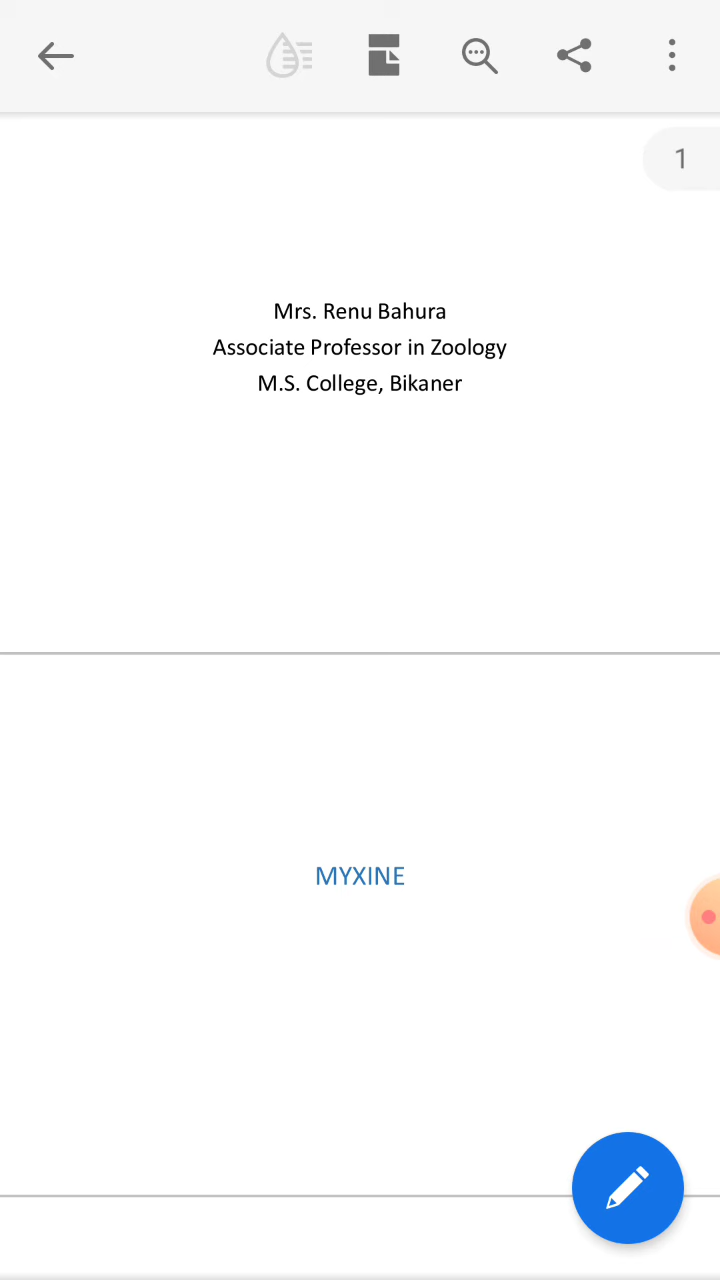 1
Mrs. Renu Bahura
Associate Professor in Zoology
M.S. College, Bikaner
MYXINE